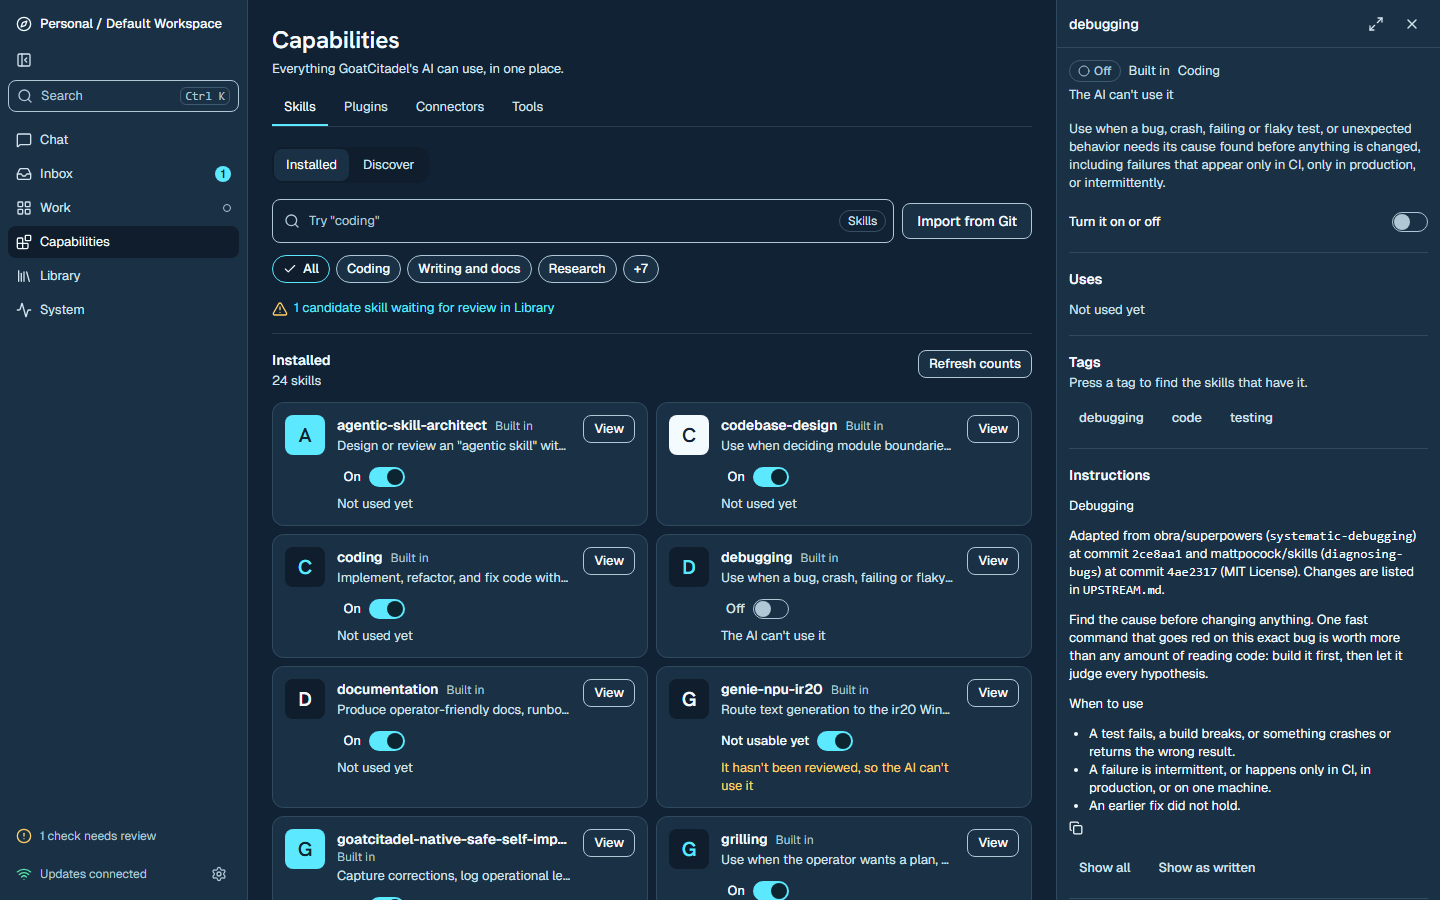 Personal / Default Workspace
Search
Ctrl K
Chat
Inbox
1
Work
Capabilities
Library
System
1 check needs review
Updates connected
Capabilities
Everything GoatCitadel's AI can use, in one place.
Skills
Plugins
Connectors
Tools
Installed
Discover
Try "coding"
Skills
Import from Git
All
Coding
Writing and docs
Research
+7
1 candidate skill waiting for review in Library
Installed
24 skills
Refresh counts
A
agentic-skill-architect Built in
Design or review an "agentic skill" wit...
On
Not used yet
View
C
codebase-design Built in
Use when deciding module boundarie...
On
Not used yet
View
C
coding Built in
Implement, refactor, and fix code with...
On
Not used yet
View
D
debugging Built in
Use when a bug, crash, failing or flaky...
Off
The AI can't use it
View
D
documentation Built in
Produce operator-friendly docs, runbo...
On
Not used yet
View
G
genie-npu-ir20 Built in
Route text generation to the ir20 Win...
Not usable yet
It hasn't been reviewed, so the AI can't
use it
View
G
goatcitadel-native-safe-self-imp...
Built in
Capture corrections, log operational le...
View
G
grilling Built in
Use when the operator wants a plan, ...
On
View
debugging
Off
Built in
Coding
The AI can't use it
Use when a bug, crash, failing or flaky test, or unexpected
behavior needs its cause found before anything is changed,
including failures that appear only in CI, only in production,
or intermittently.
Turn it on or off
Uses
Not used yet
Tags
Press a tag to find the skills that have it.
debugging
code
testing
Instructions
Debugging
Adapted from obra/superpowers (systematic-debugging)
at commit 2ce8aa1 and mattpocock/skills (diagnosing-
bugs) at commit 4ae2317 (MIT License). Changes are listed
in UPSTREAM.md.
Find the cause before changing anything. One fast
command that goes red on this exact bug is worth more
than any amount of reading code: build it first, then let it
judge every hypothesis.
When to use
• A test fails, a build breaks, or something crashes or
returns the wrong result.
• A failure is intermittent, or happens only in CI, in
production, or on one machine.
• An earlier fix did not hold.
Show all
Show as written